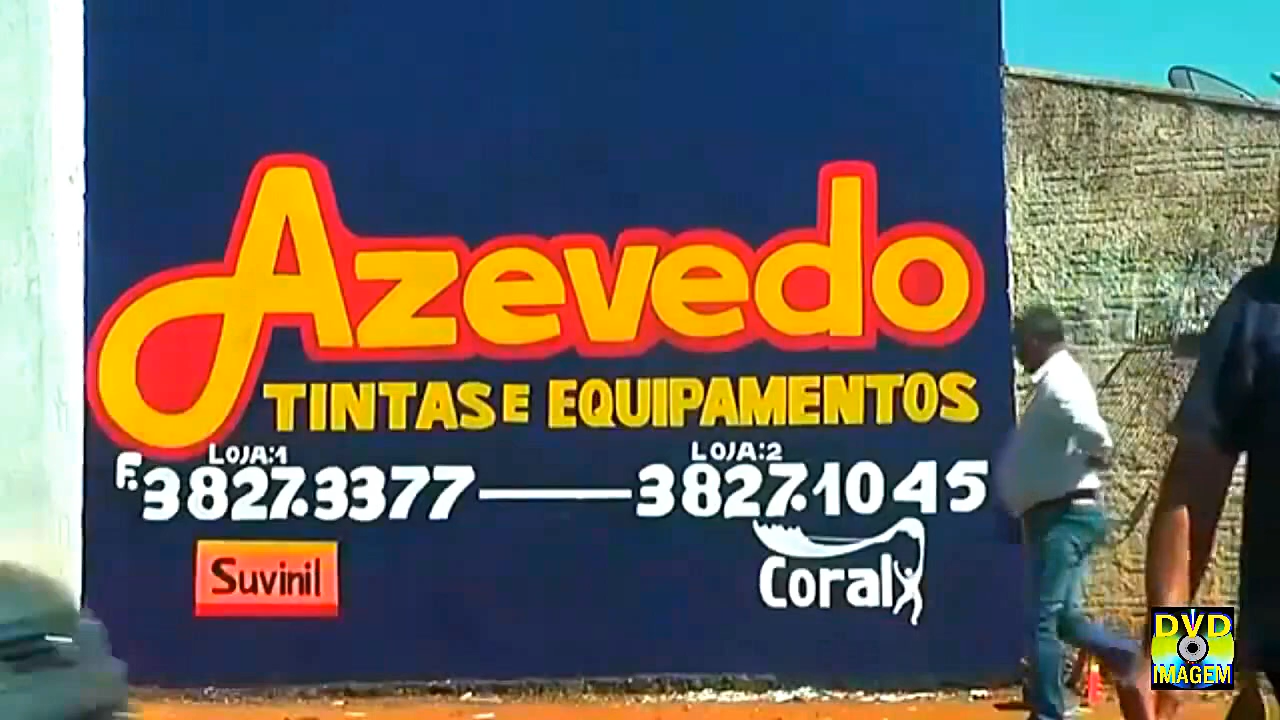 Azevedo
TINTAS E EQUIPAMENTOS
LOJA:1 LOJA:2
F. 3827.3377 — 3827.1045
Suvinil
Coral
DVD
IMAGEM